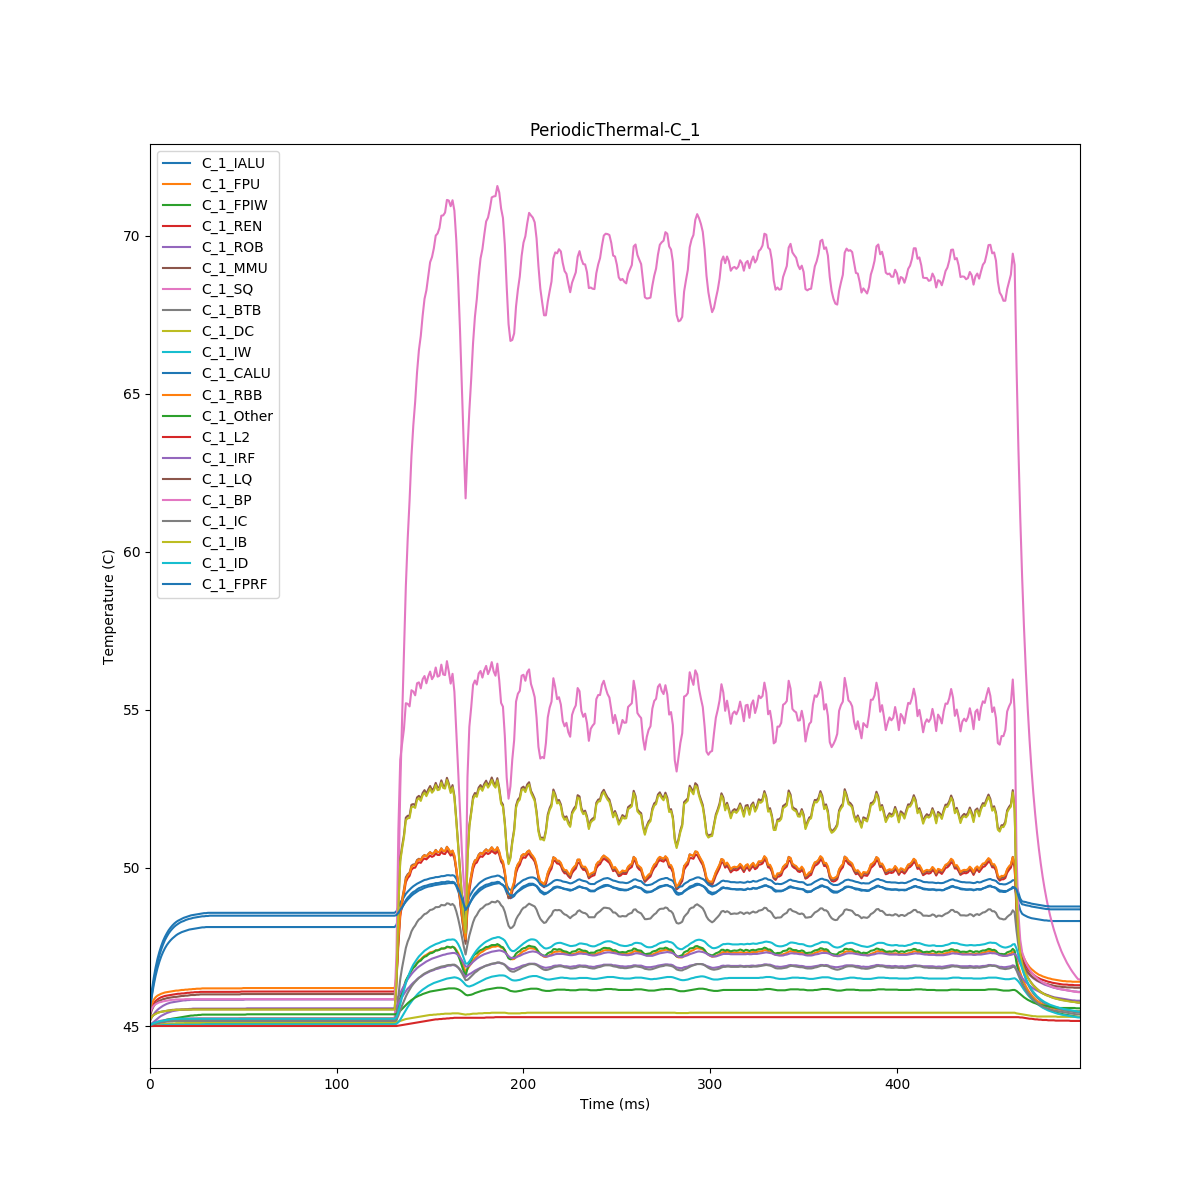 PeriodicThermal-C_1
C_1_IALU
C_1_FPU
C_1_FPIW
C_1_REN
C_1_ROB
C_1_MMU
C_1_SQ
C_1_BTB
C_1_DC
C_1_IW
C_1_CALU
C_1_RBB
C_1_Other
C_1_L2
C_1_IRF
C_1_LQ
C_1_BP
C_1_IC
C_1_IB
C_1_ID
C_1_FPRF
70
65
60
55
50
45
Temperature (C)
0 100 200 300 400
Time (ms)